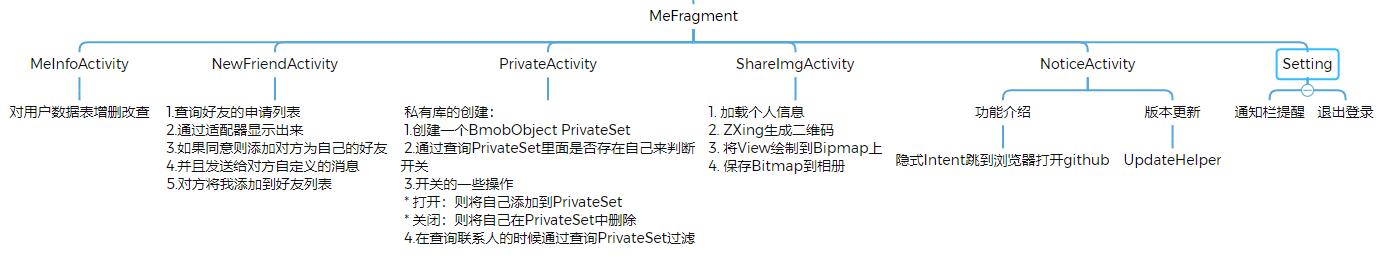 MeFragment
MeInfoActivity
对用户数据表增删改查
NewFriendActivity
1.查询好友的申请列表
2.通过适配器显示出来
3.如果同意则添加对方为自己的好友
4.并且发送给对方自定义的消息
5.对方将我添加到好友列表
PrivateActivity
私有库的创建：
1.创建一个BmobObject PrivateSet
2.通过查询PrivateSet里面是否存在自己来判断
开关
3.开关的一些操作
* 打开：则将自己添加到PrivateSet
* 关闭：则将自己在PrivateSet中删除
4.在查询联系人的时候通过查询PrivateSet过滤
ShareImgActivity
1. 加载个人信息
2. ZXing生成二维码
3. 将View绘制到Bipmap上
4. 保存Bitmap到相册
NoticeActivity
功能介绍
隐式Intent跳到浏览器打开github
版本更新
UpdateHelper
Setting
通知栏提醒
退出登录